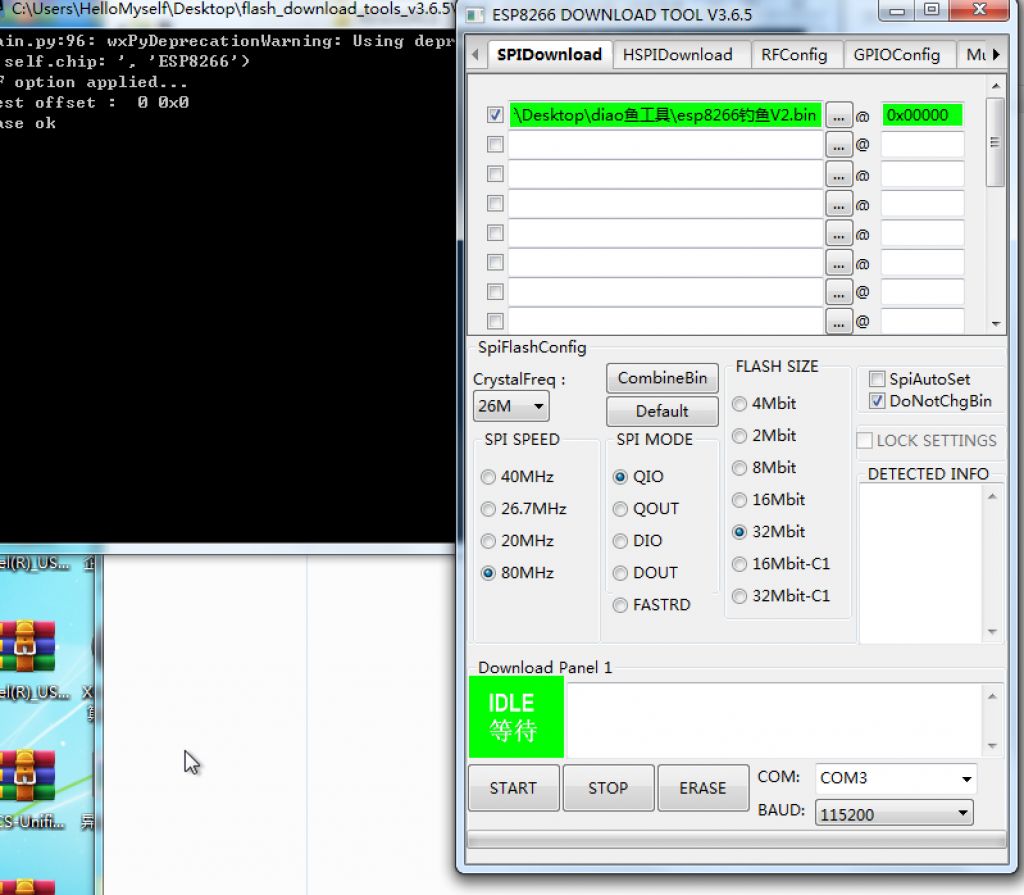 C:\Users\HelloMyself\Desktop\flash_download_tools_v3.6.5\
ain.py:96: wxPyDeprecationWarning: Using depr
self.chip: ', 'ESP8266')
F option applied...
est offset : 0 0x0
ase ok
el(R)_US...
el(R)_US...
CS-Unifi...
ESP8266 DOWNLOAD TOOL V3.6.5
SPIDownload
HSPIDownload
RFConfig
GPIOConfig
Mu
\Desktop\diao鱼工具\esp8266钓鱼V2.bin
...
@
0x00000
...
@
...
@
...
@
...
@
...
@
...
@
...
@
SpiFlashConfig
CrystalFreq :
26M
CombineBin
Default
SPI SPEED
40MHz
26.7MHz
20MHz
80MHz
SPI MODE
QIO
QOUT
DIO
DOUT
FASTRD
FLASH SIZE
4Mbit
2Mbit
8Mbit
16Mbit
32Mbit
16Mbit-C1
32Mbit-C1
SpiAutoSet
DoNotChgBin
LOCK SETTINGS
DETECTED INFO
Download Panel 1
IDLE
等待
START
STOP
ERASE
COM:
COM3
BAUD:
115200